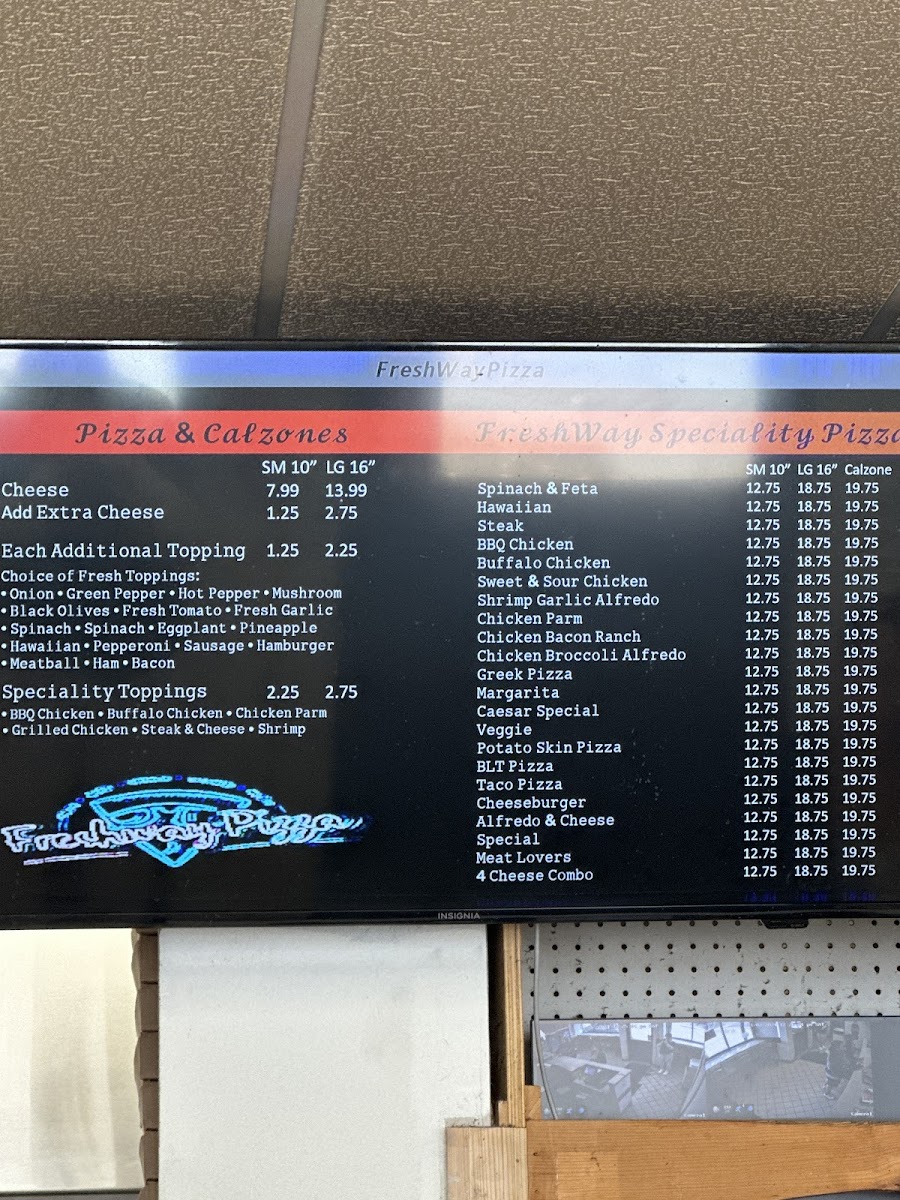 FreshWayPizza
Pizza & Calzones
SM 10” LG 16”
Cheese 7.99 13.99
Add Extra Cheese 1.25 2.75
Each Additional Topping 1.25 2.25
Choice of Fresh Toppings:
• Onion • Green Pepper • Hot Pepper • Mushroom
• Black Olives • Fresh Tomato • Fresh Garlic
• Spinach • Spinach • Eggplant • Pineapple
• Hawaiian • Pepperoni • Sausage • Hamburger
• Meatball • Ham • Bacon
Speciality Toppings 2.25 2.75
• BBQ Chicken • Buffalo Chicken • Chicken Parm
• Grilled Chicken • Steak & Cheese • Shrimp
Freshway Pizza
FreshWay Speciality Pizza
SM 10” LG 16” Calzone
Spinach & Feta 12.75 18.75 19.75
Hawaiian 12.75 18.75 19.75
Steak 12.75 18.75 19.75
BBQ Chicken 12.75 18.75 19.75
Buffalo Chicken 12.75 18.75 19.75
Sweet & Sour Chicken 12.75 18.75 19.75
Shrimp Garlic Alfredo 12.75 18.75 19.75
Chicken Parm 12.75 18.75 19.75
Chicken Bacon Ranch 12.75 18.75 19.75
Chicken Broccoli Alfredo 12.75 18.75 19.75
Greek Pizza 12.75 18.75 19.75
Margarita 12.75 18.75 19.75
Caesar Special 12.75 18.75 19.75
Veggie 12.75 18.75 19.75
Potato Skin Pizza 12.75 18.75 19.75
BLT Pizza 12.75 18.75 19.75
Taco Pizza 12.75 18.75 19.75
Cheeseburger 12.75 18.75 19.75
Alfredo & Cheese 12.75 18.75 19.75
Special 12.75 18.75 19.75
Meat Lovers 12.75 18.75 19.75
4 Cheese Combo 12.75 18.75 19.75
INSIGNIA